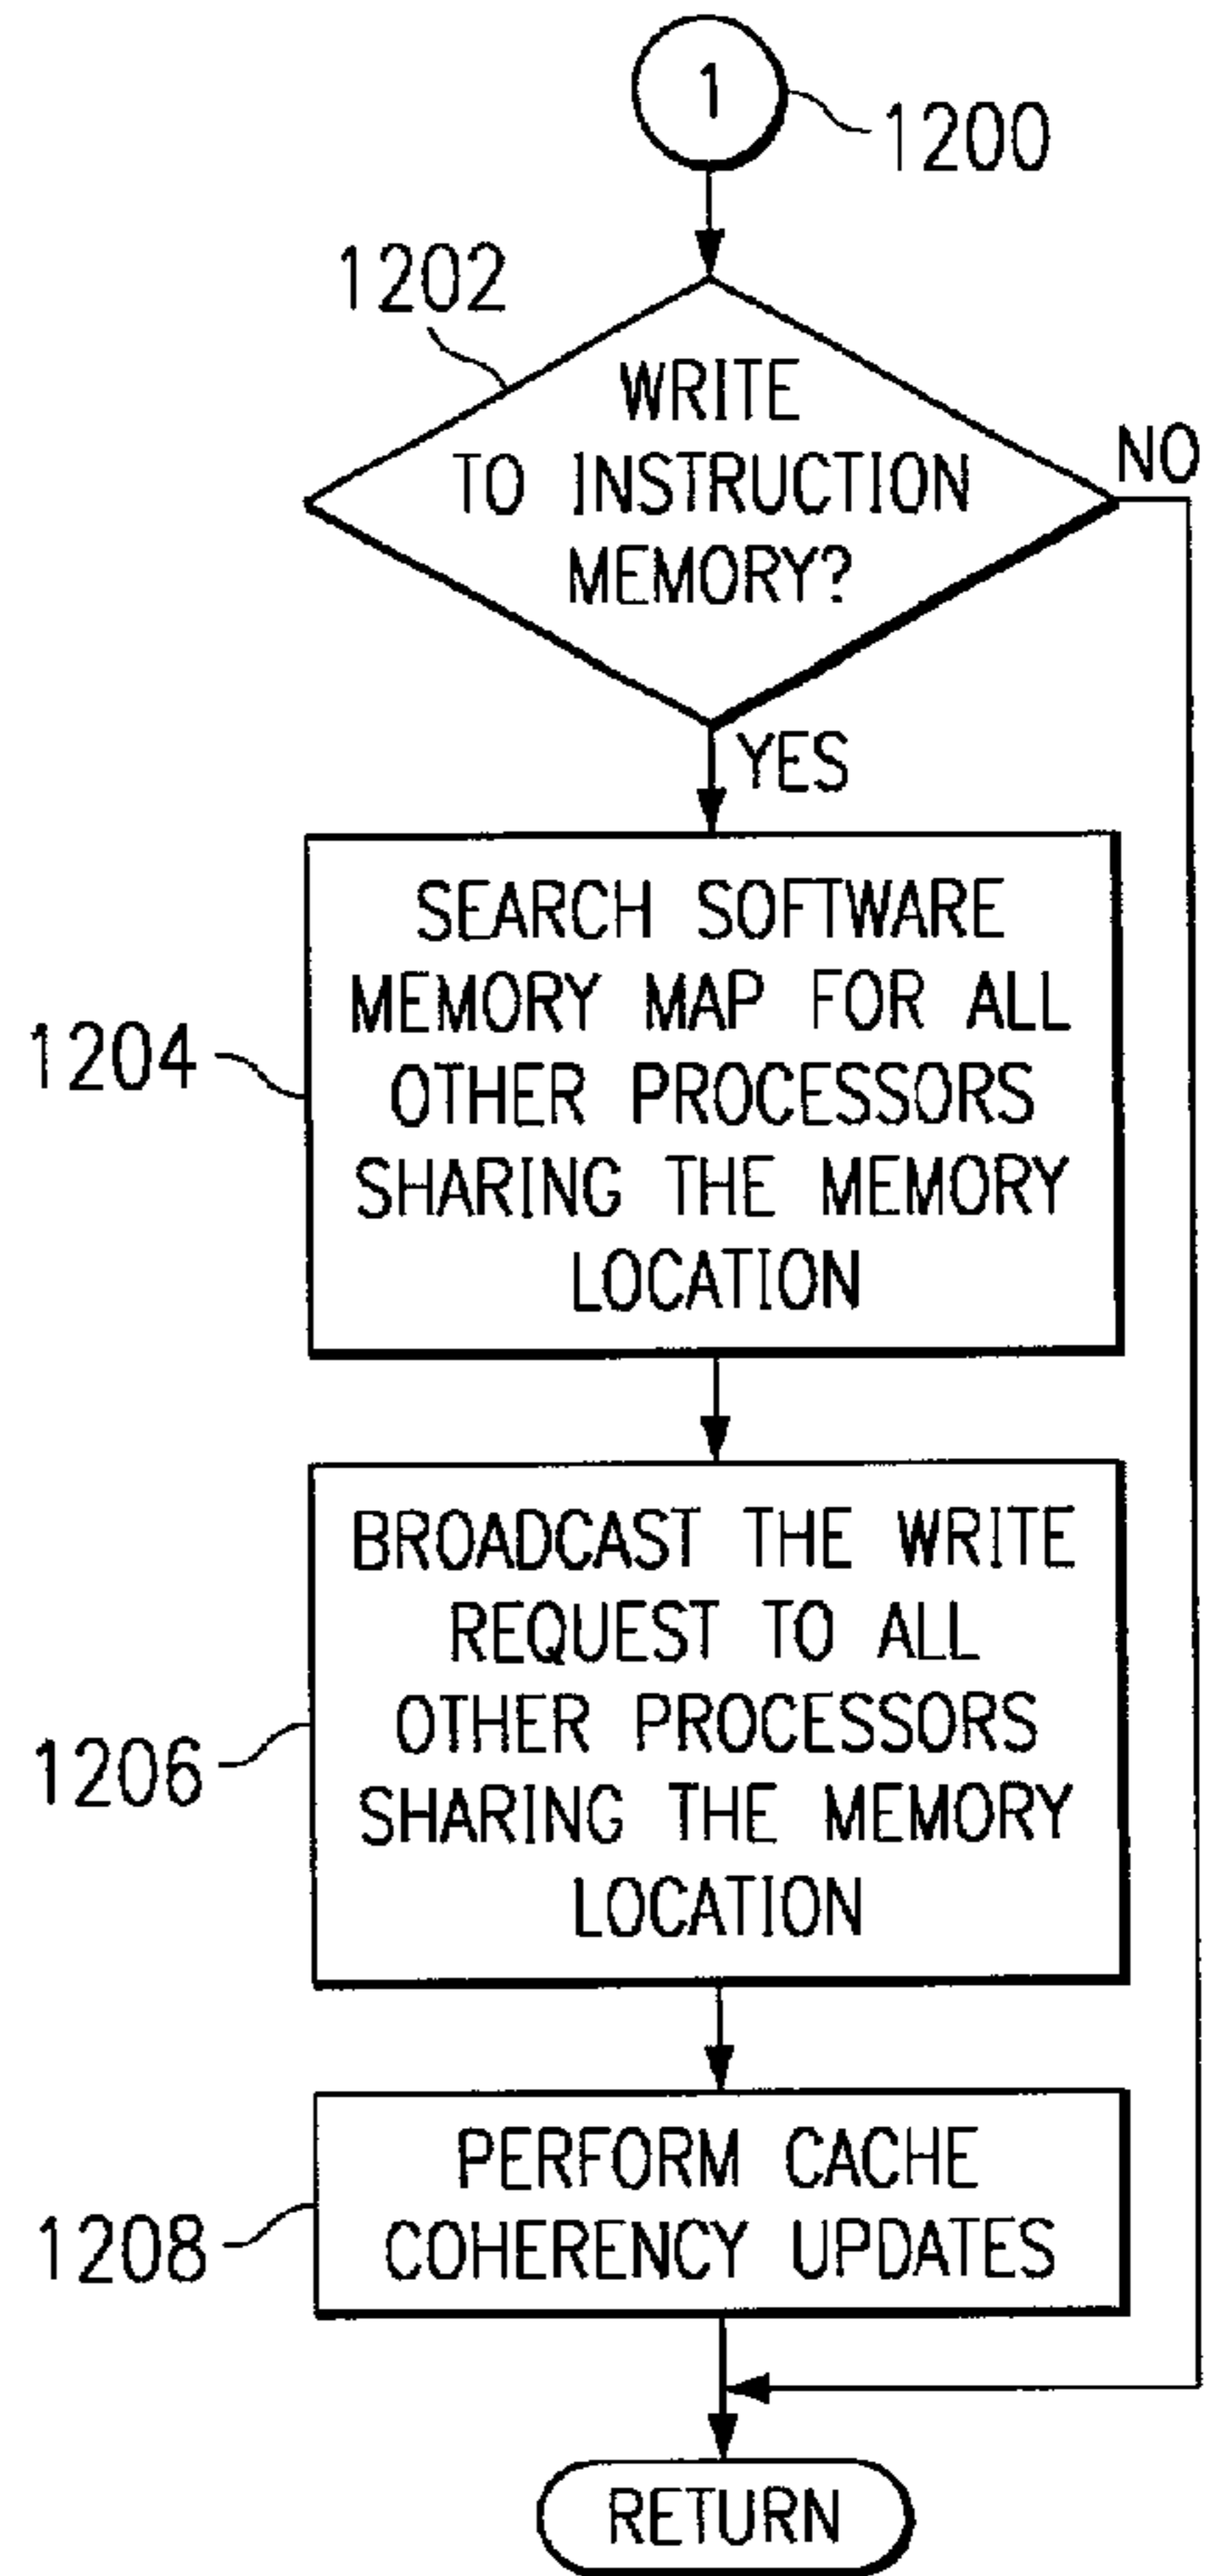 1
1200
1202
WRITE
TO INSTRUCTION
MEMORY?
NO
YES
SEARCH SOFTWARE
MEMORY MAP FOR ALL
OTHER PROCESSORS
SHARING THE MEMORY
LOCATION
1204
BROADCAST THE WRITE
REQUEST TO ALL
OTHER PROCESSORS
SHARING THE MEMORY
LOCATION
1206
PERFORM CACHE
COHERENCY UPDATES
1208
RETURN